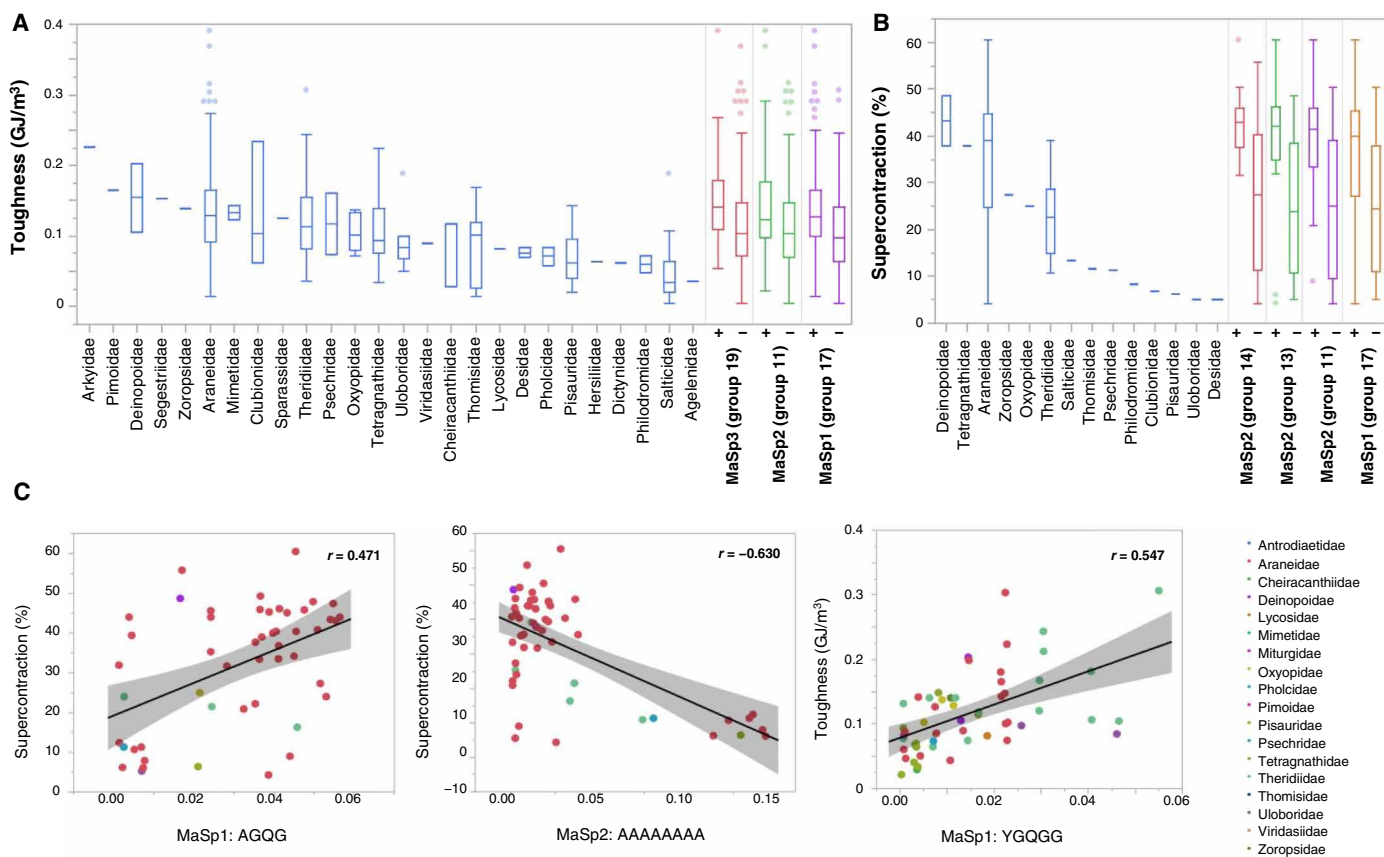 A
Toughness (GJ/m³)
0.4
0.3
0.2
0.1
0
Arkyidae
Pimoidae
Deinopoidae
Segestriidae
Zoropsidae
Araneidae
Mimetidae
Clubionidae
Sparassidae
Theridiidae
Psechridae
Oxyopidae
Tetragnathidae
Uloboridae
Viridasiidae
Cheiracanthiidae
Thomisidae
Lycosidae
Desidae
Pholcidae
Pisauridae
Hersiliidae
Dictynidae
Philodromidae
Salticidae
Agelenidae
+ − + − + −
MaSp3 (group 19)
MaSp2 (group 11)
MaSp1 (group 17)
B
Supercontraction (%)
60
50
40
30
20
10
0
Deinopoidae
Tetragnathidae
Araneidae
Zoropsidae
Oxyopidae
Theridiidae
Salticidae
Thomisidae
Psechridae
Philodromidae
Clubionidae
Pisauridae
Uloboridae
Desidae
+ − + − + − + −
MaSp2 (group 14)
MaSp2 (group 13)
MaSp2 (group 11)
MaSp1 (group 17)
C
Supercontraction (%)
60
50
40
30
20
10
0
r = 0.471
0.00 0.02 0.04 0.06
MaSp1: AGQG
Supercontraction (%)
60
50
40
30
20
10
0
−10
r = −0.630
0.00 0.05 0.10 0.15
MaSp2: AAAAAAAA
Toughness (GJ/m³)
0.4
0.3
0.2
0.1
0
r = 0.547
0.00 0.02 0.04 0.06
MaSp1: YGQGG
Antrodiaetidae
Araneidae
Cheiracanthiidae
Deinopoidae
Lycosidae
Mimetidae
Miturgidae
Oxyopidae
Pholcidae
Pimoidae
Pisauridae
Psechridae
Tetragnathidae
Theridiidae
Thomisidae
Uloboridae
Viridasiidae
Zoropsidae